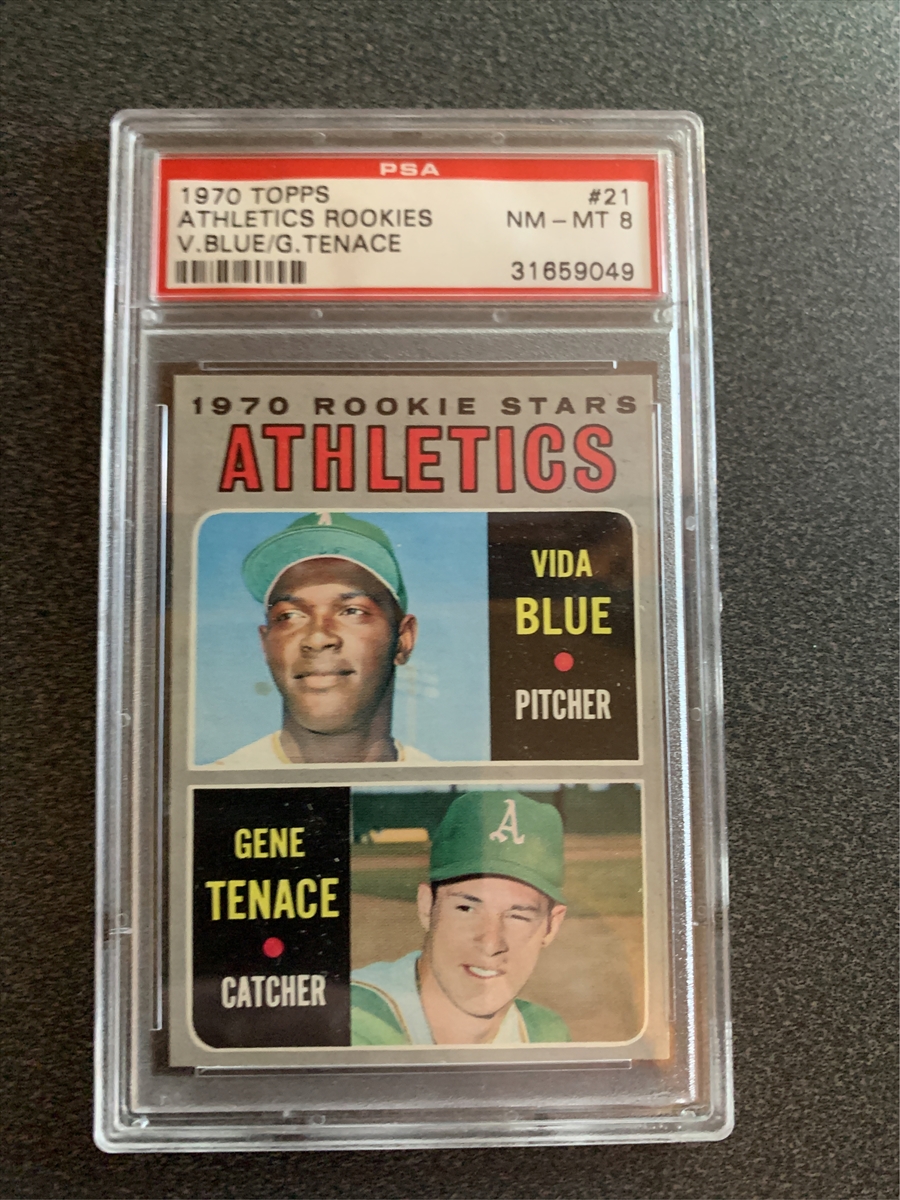 PSA
1970 TOPPS #21
ATHLETICS ROOKIES NM - MT 8
V.BLUE/G.TENACE
31659049
1970 ROOKIE STARS
ATHLETICS
A
VIDA
BLUE
PITCHER
GENE
TENACE
CATCHER
A